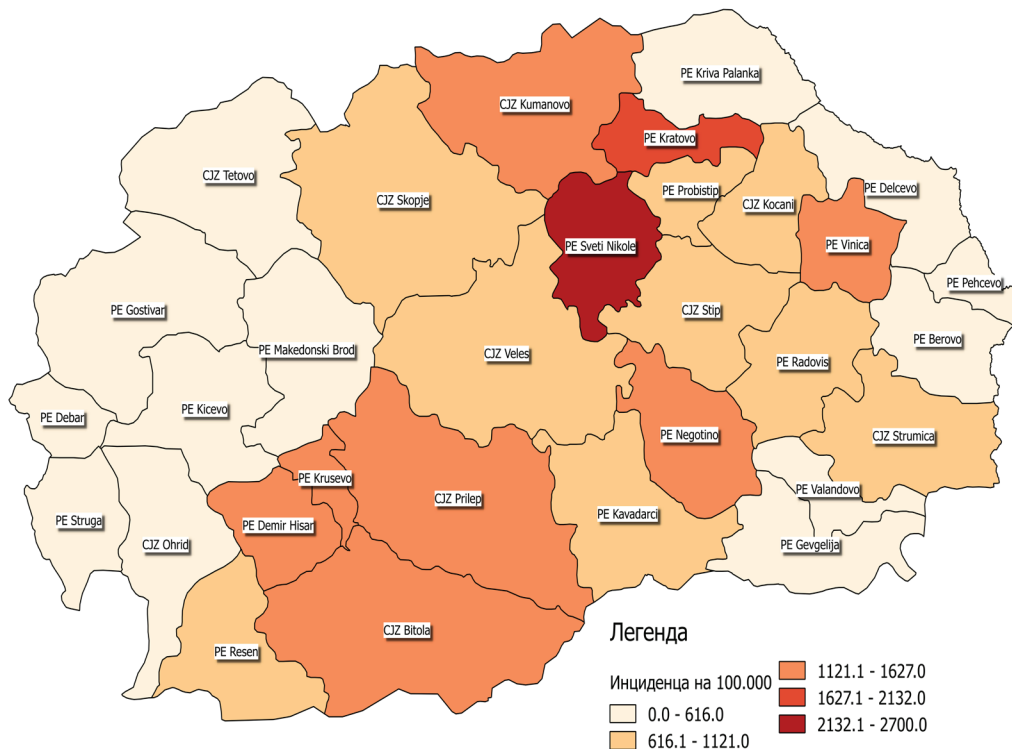 PE Kriva Palanka
CJZ Kumanovo
PE Kratovo
CJZ Tetovo
PE Probistip
PE Delcevo
CJZ Skopje
CJZ Kocani
PE Sveti Nikole
PE Vinica
PE Pehcevo
PE Gostivar
CJZ Stip
PE Berovo
PE Makedonski Brod
CJZ Veles
PE Radovis
PE Kicevo
PE Debar
PE Negotino
CJZ Strumica
PE Krusevo
PE Valandovo
CJZ Prilep
PE Kavadarci
PE Struga
PE Demir Hisar
CJZ Ohrid
PE Gevgelija
CJZ Bitola
PE Resen
Легенда
Инциденца на 100.000
0.0 - 616.0
616.1 - 1121.0
1121.1 - 1627.0
1627.1 - 2132.0
2132.1 - 2700.0